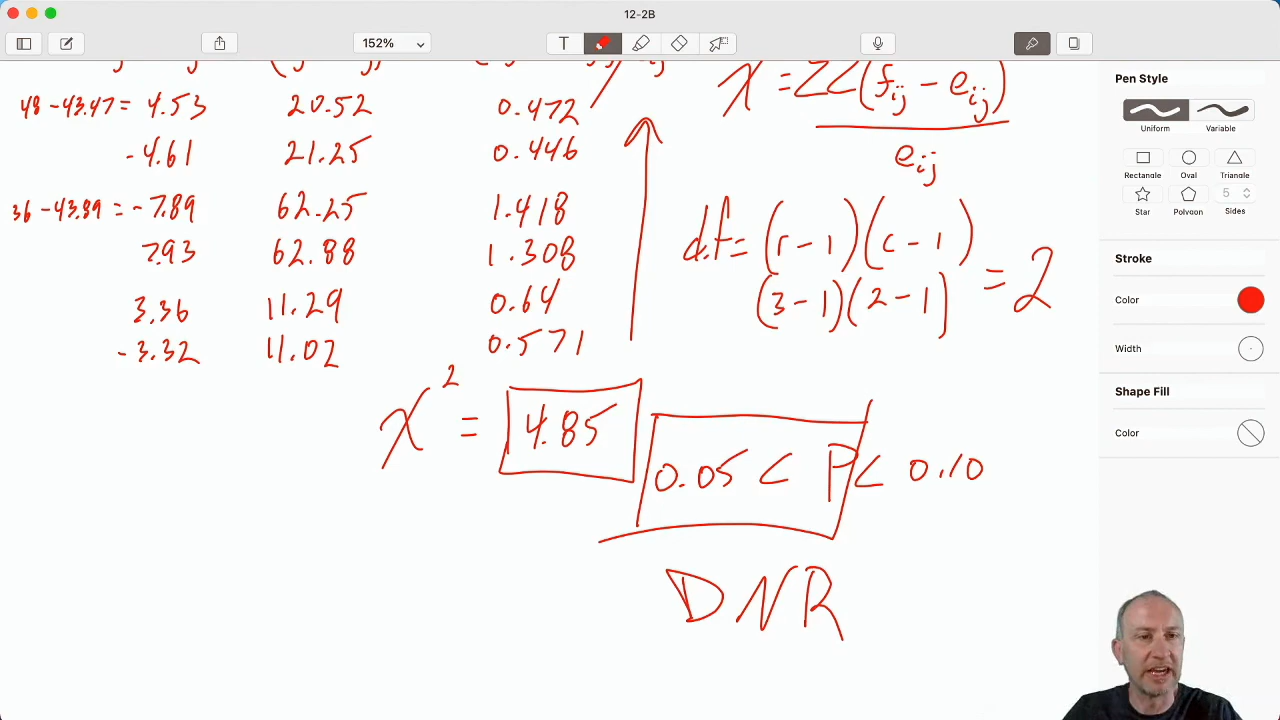 12-2B
152%
T
48 - 43.47 = 4.53 20.52 0.472
- 4.61 21.25 0.446
36 - 43.89 = - 7.89 62.25 1.418
7.93 62.88 1.308
3.36 11.29 0.64
- 3.32 11.02 0.571
χ = ΣΣ(fij - eij)
eij
df = (r - 1)(c - 1)
(3 - 1)(2 - 1) = 2
χ² = 4.85
0.05 < P < 0.10
DNR
Pen Style
Uniform Variable
Rectangle Oval Triangle
Star Polygon 5 Sides
Stroke
Color
Width
Shape Fill
Color